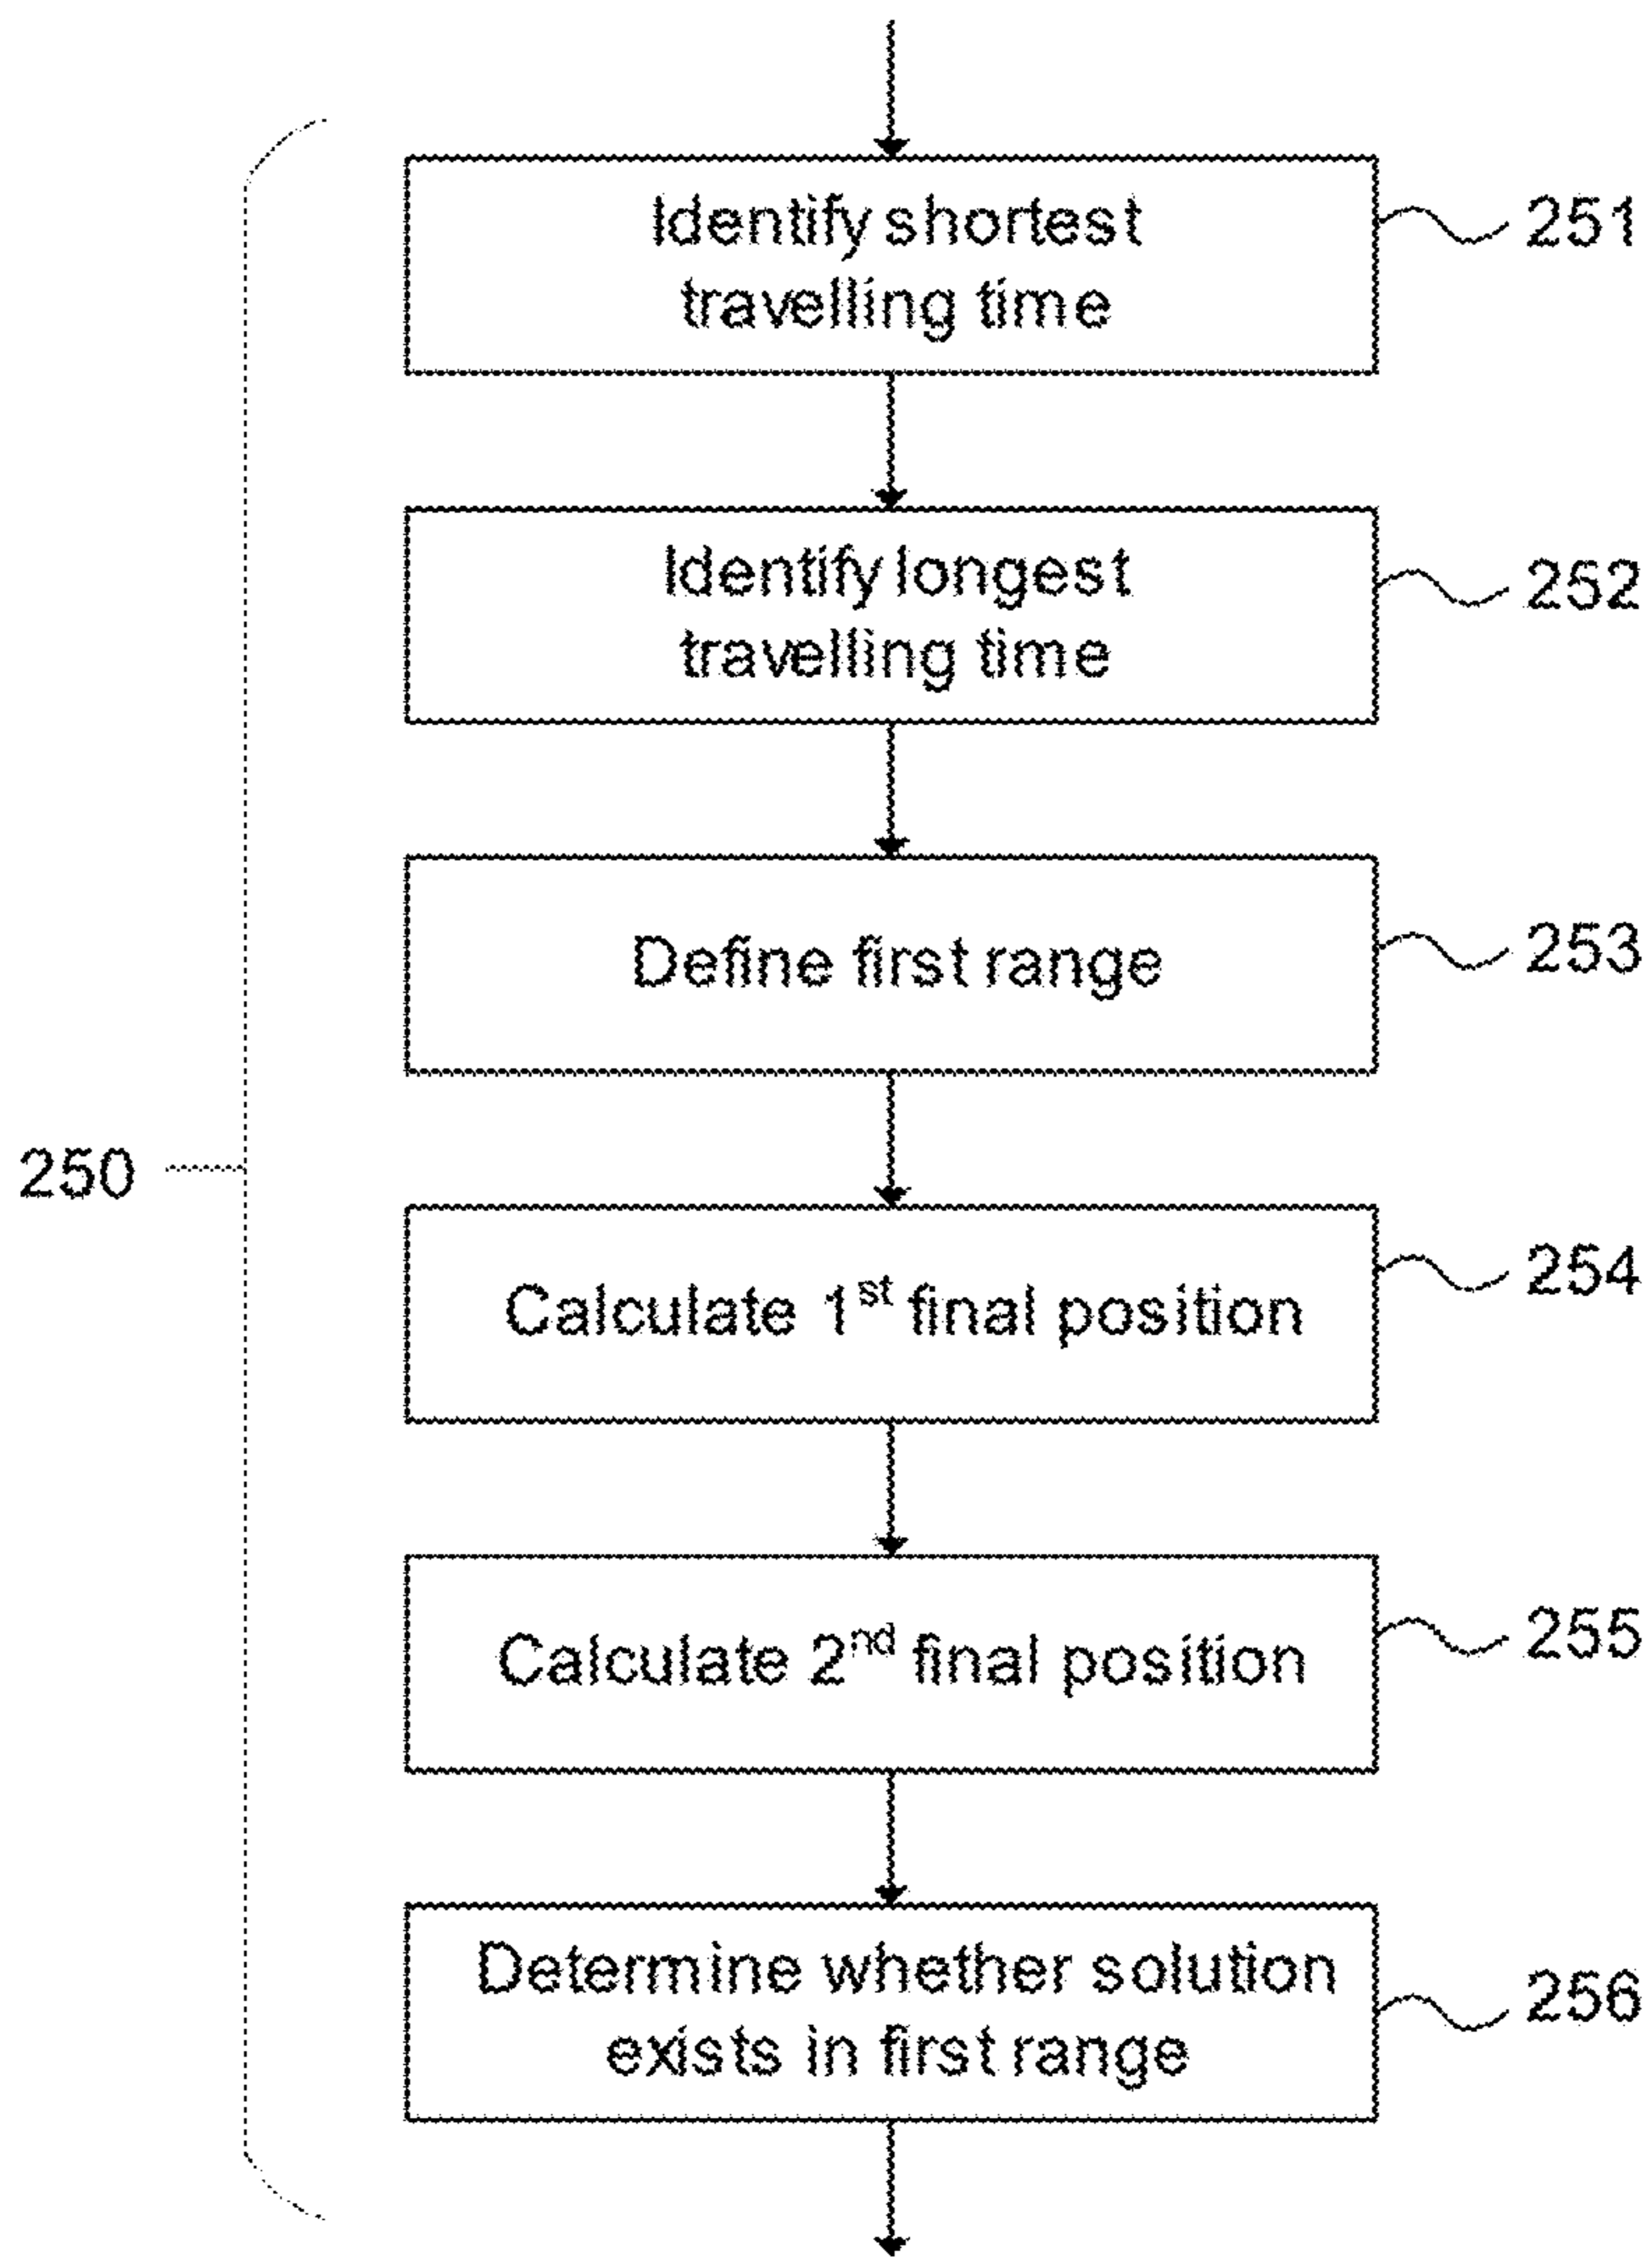 Identify shortest
travelling time
251
Identify longest
travelling time
252
Define first range
253
250
Calculate 1st final position
254
Calculate 2nd final position
255
Determine whether solution
exists in first range
256